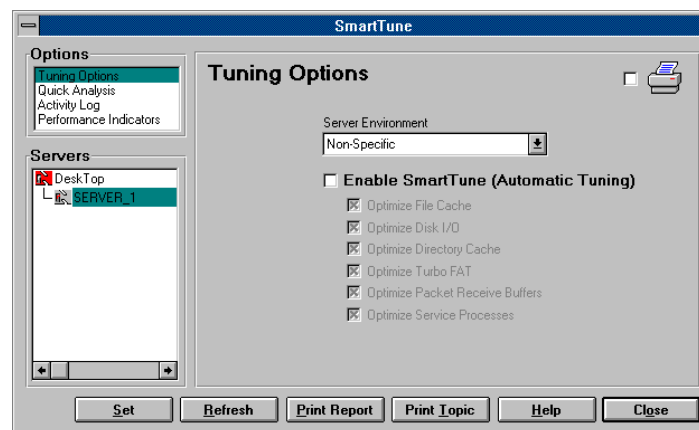 SmartTune
Options
Tuning Options
Quick Analysis
Activity Log
Performance Indicators
Servers
DeskTop
SERVER_1
Tuning Options
Server Environment
Non-Specific
Enable SmartTune (Automatic Tuning)
Optimize File Cache
Optimize Disk I/O
Optimize Directory Cache
Optimize Turbo FAT
Optimize Packet Receive Buffers
Optimize Service Processes
Set
Refresh
Print Report
Print Topic
Help
Close